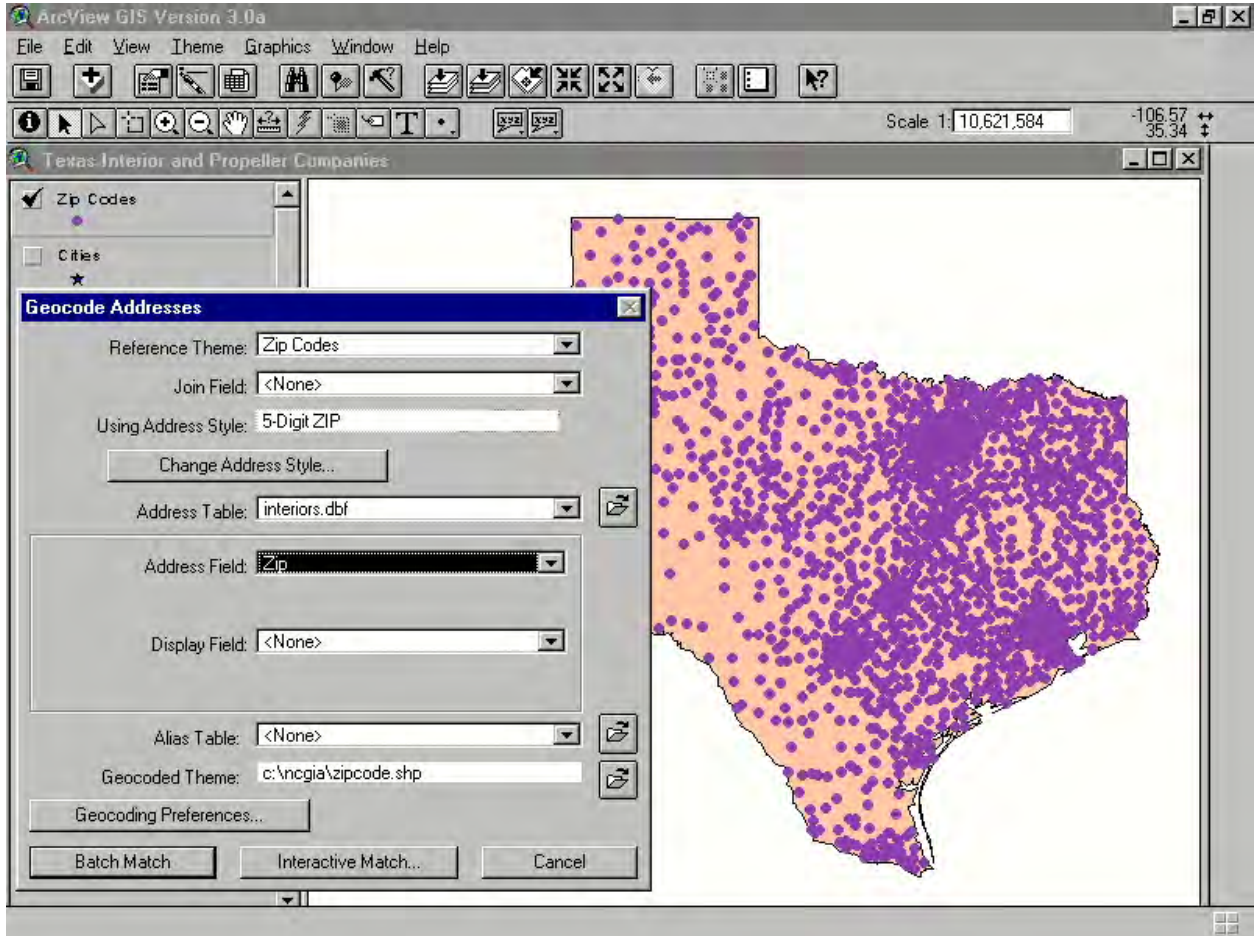 ArcView GIS Version 3.0a
File Edit View Theme Graphics Window Help
Scale 1: 10,621,584
-106.57
35.34
Texas Interior and Propeller Companies
Zip Codes
Cities
Geocode Addresses
Reference Theme: Zip Codes
Join Field: <None>
Using Address Style: 5-Digit ZIP
Change Address Style...
Address Table: interiors.dbf
Address Field: Zip
Display Field: <None>
Alias Table: <None>
Geocoded Theme: c:\ncgia\zipcode.shp
Geocoding Preferences...
Batch Match Interactive Match... Cancel